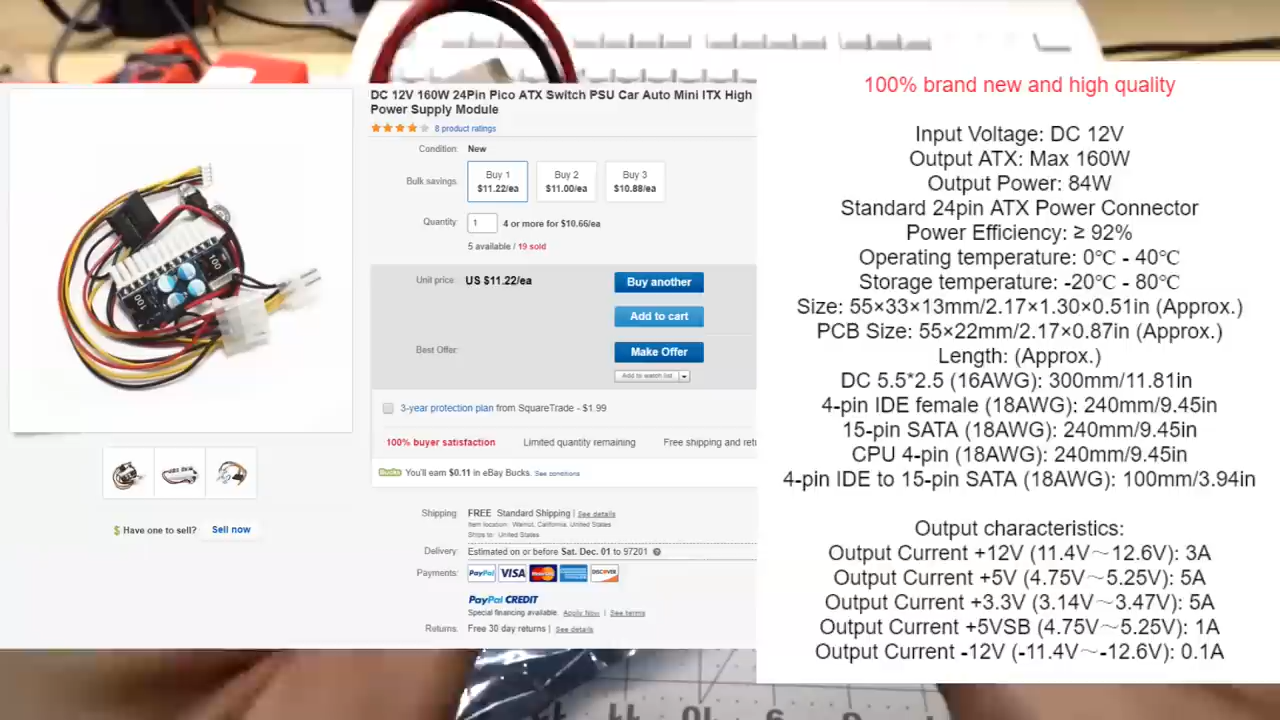 DC 12V 160W 24Pin Pico ATX Switch PSU Car Auto Mini ITX High
Power Supply Module
8 product ratings
Condition: New
Bulk savings:
Buy 1
$11.22/ea
Buy 2
$11.00/ea
Buy 3
$10.88/ea
Quantity: 1 4 or more for $10.66/ea
5 available / 19 sold
Unit price: US $11.22/ea
Buy another
Add to cart
Best Offer:
Make Offer
Add to watch list
3-year protection plan from SquareTrade - $1.99
100% buyer satisfaction Limited quantity remaining Free shipping and retu
Bucks You'll earn $0.11 in eBay Bucks. See conditions
Shipping: FREE Standard Shipping | See details
Item location: Walnut, California, United States
Ships to: United States
Delivery: Estimated on or before Sat. Dec. 01 to 97201
Payments: PayPal VISA MasterCard DISCOVER
PayPal CREDIT
Special financing available. Apply Now. | See terms
Returns: Free 30 day returns | See details
100
100
$ Have one to sell? Sell now
100% brand new and high quality
Input Voltage: DC 12V
Output ATX: Max 160W
Output Power: 84W
Standard 24pin ATX Power Connector
Power Efficiency: ≥ 92%
Operating temperature: 0℃ - 40℃
Storage temperature: -20℃ - 80℃
Size: 55×33×13mm/2.17×1.30×0.51in (Approx.)
PCB Size: 55×22mm/2.17×0.87in (Approx.)
Length: (Approx.)
DC 5.5*2.5 (16AWG): 300mm/11.81in
4-pin IDE female (18AWG): 240mm/9.45in
15-pin SATA (18AWG): 240mm/9.45in
CPU 4-pin (18AWG): 240mm/9.45in
4-pin IDE to 15-pin SATA (18AWG): 100mm/3.94in
Output characteristics:
Output Current +12V (11.4V～12.6V): 3A
Output Current +5V (4.75V～5.25V): 5A
Output Current +3.3V (3.14V～3.47V): 5A
Output Current +5VSB (4.75V～5.25V): 1A
Output Current -12V (-11.4V～-12.6V): 0.1A